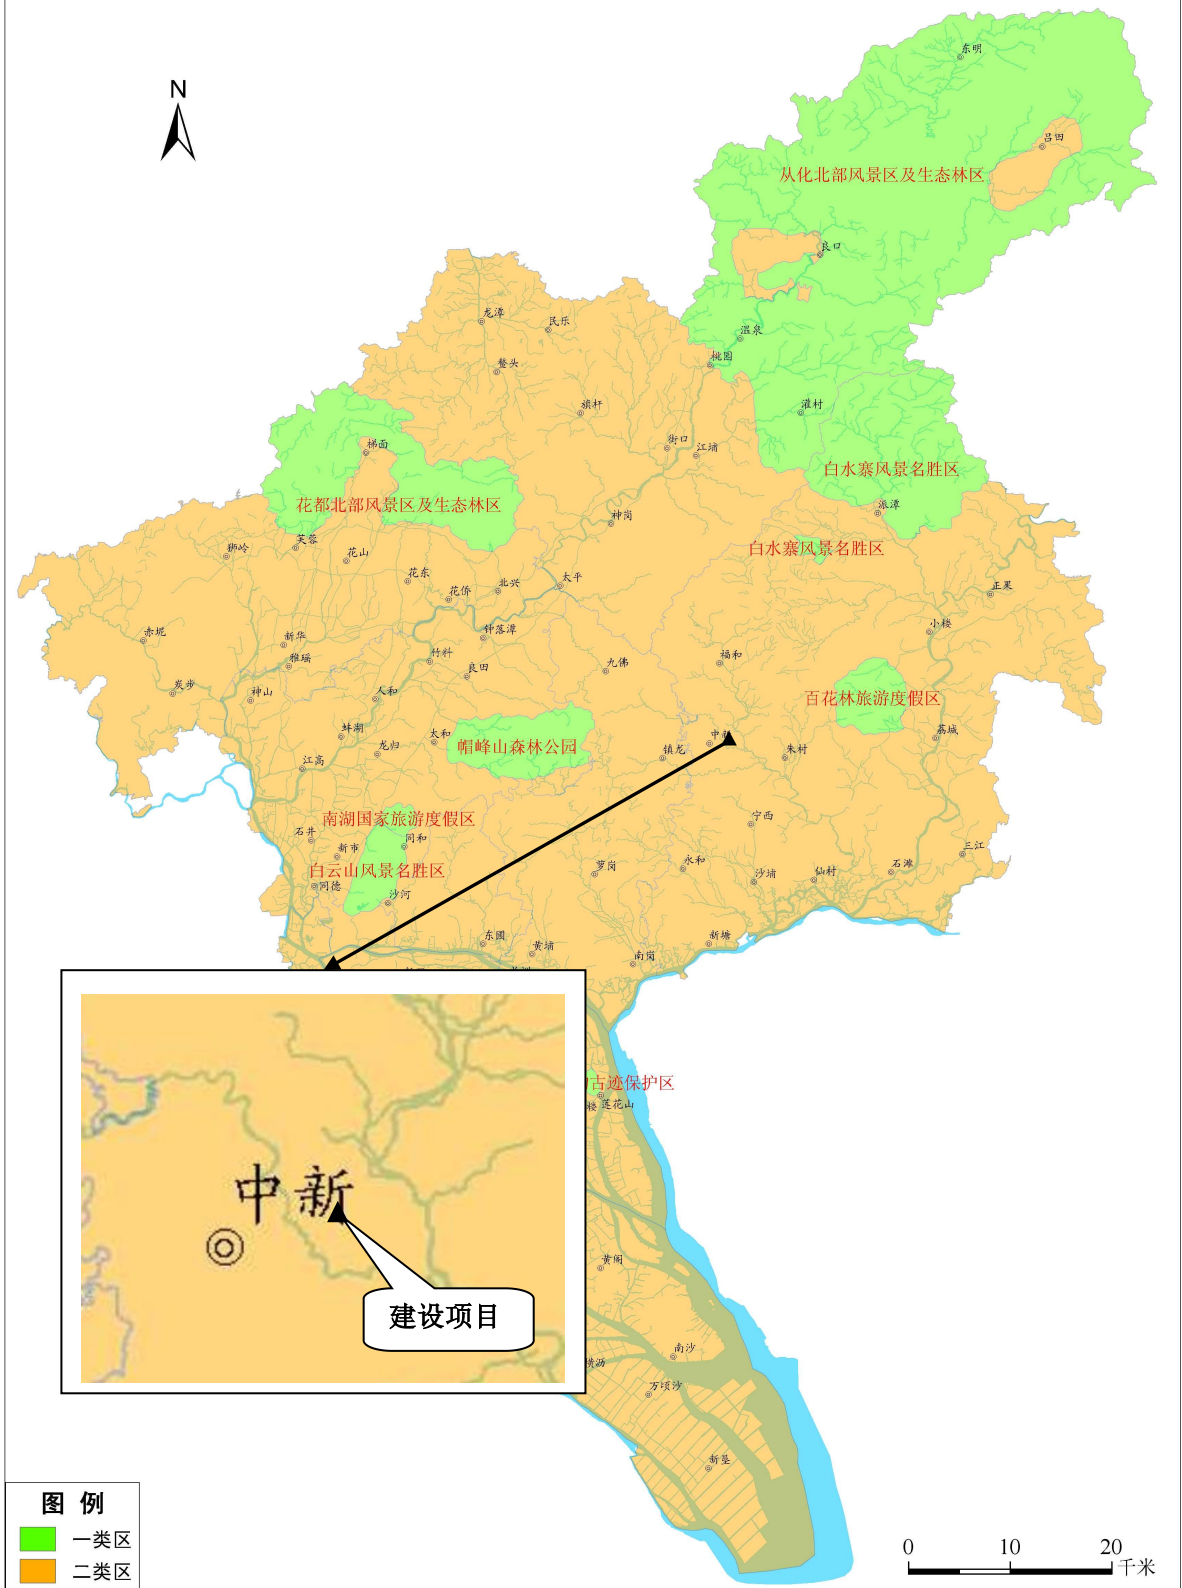 N
东明
吕田
从化北部风景区及生态林区
良口
龙潭
民乐
温泉
桃园
鳌头
旗杆
灌村
街口
江埔
梯面
白水寨风景名胜区
花都北部风景区及生态林区
派潭
神岗
芙蓉
狮岭
花山
白水寨风景名胜区
花东
花侨
北兴
太平
正果
赤坭
新华
钟落潭
小楼
雅瑶
竹料
良田
九佛
福和
炭步
神山
人和
百花林旅游度假区
蚌湖
太和
龙归
帽峰山森林公园
中新
镇龙
朱村
荔城
江高
南湖国家旅游度假区
石井
同和
宁西
新市
白云山风景名胜区
三江
同德
沙河
萝岗
永和
沙埔
仙村
石滩
东圃
黄埔
新塘
南岗
古迹保护区
楼
莲花山
中新
建设项目
黄阁
南沙
横沥
万顷沙
新垦
图例
一类区
二类区
0 10 20
千米